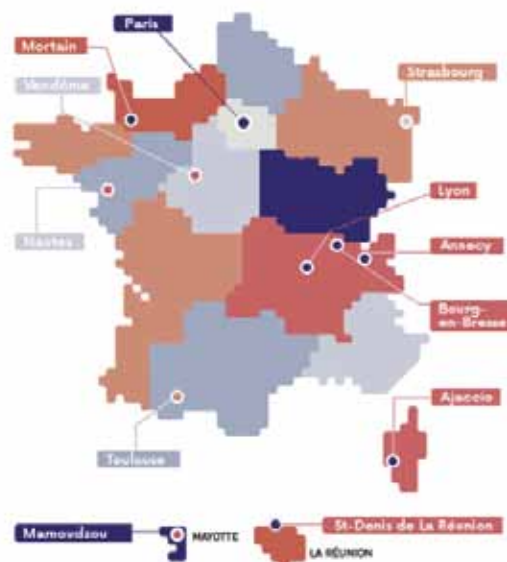 Paris
Mortain
Vendôme
Strasbourg
Lyon
Nantes
Annecy
Bourg-
en-Bresse
Ajaccio
Toulouse
Mamoudzou
MAYOTTE
St-Denis de La Réunion
LA RÉUNION